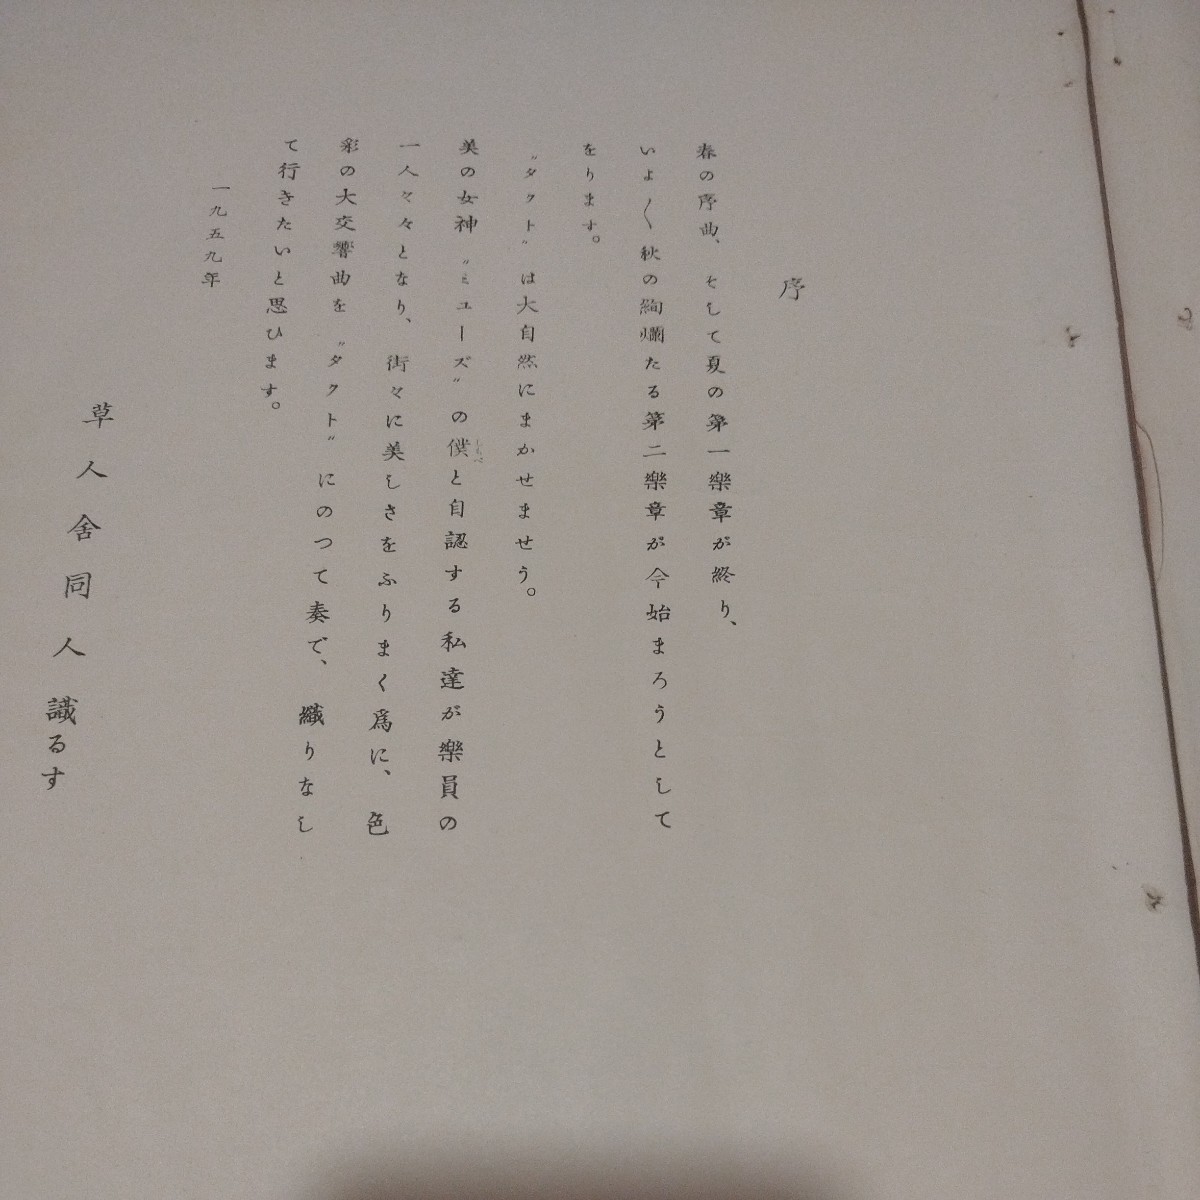 序
春の序曲、そして夏の第一樂章が終り、
いよ〳〵秋の絢爛たる第二樂章が今始まろうとして
をります。
〝タクト〟は大自然にまかせませう。
美の女神〝ミユーズ〟の僕と自認する私達が樂員の
しもべ
一人々々となり、街々に美しさをふりまく爲に、色
彩の大交響曲を〝タクト〟にのつて奏で、織りなし
て行きたいと思ひます。
一九五九年
草人舍同人識るす